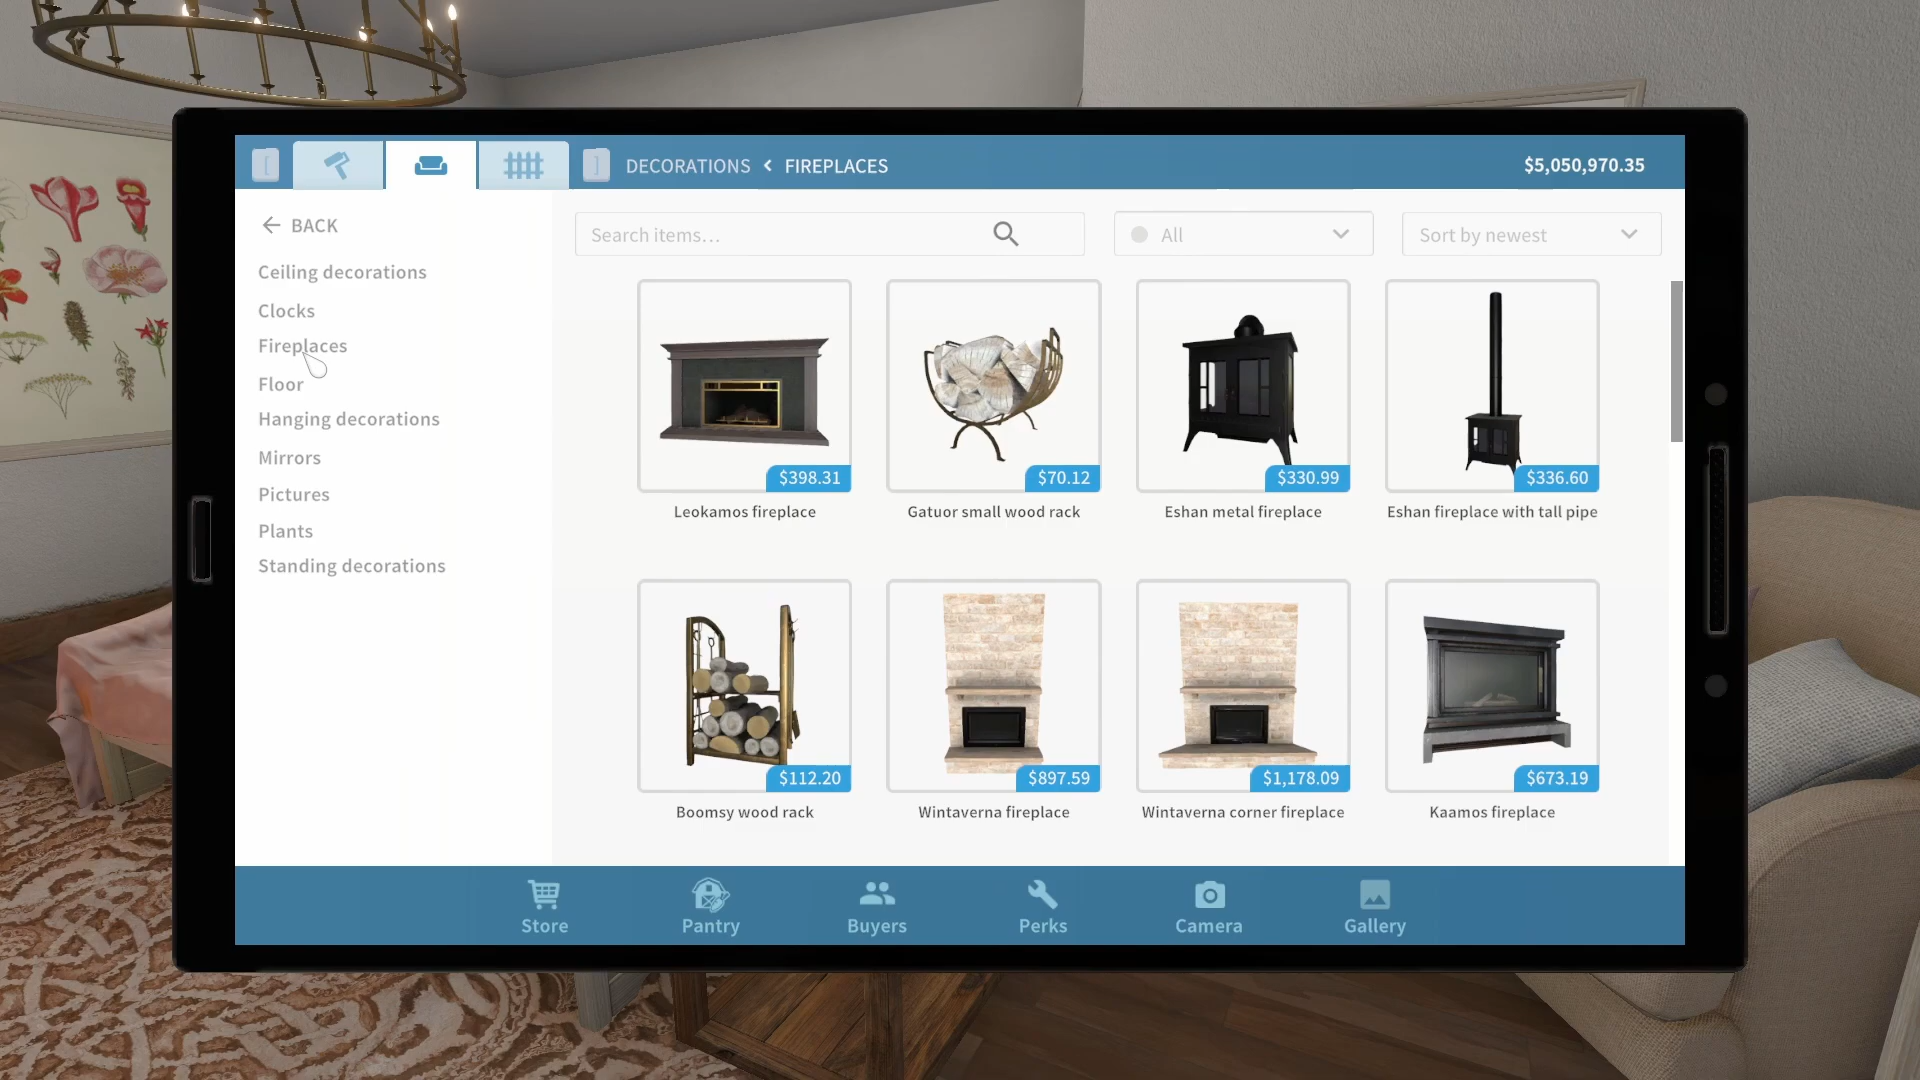 [
]
DECORATIONS < FIREPLACES
$5,050,970.35
BACK
Ceiling decorations
Clocks
Fireplaces
Floor
Hanging decorations
Mirrors
Pictures
Plants
Standing decorations
Search items...
All
Sort by newest
$398.31
Leokamos fireplace
$70.12
Gatuor small wood rack
$330.99
Eshan metal fireplace
$336.60
Eshan fireplace with tall pipe
$112.20
Boomsy wood rack
$897.59
Wintaverna fireplace
$1,178.09
Wintaverna corner fireplace
$673.19
Kaamos fireplace
Store
Pantry
Buyers
Perks
Camera
Gallery